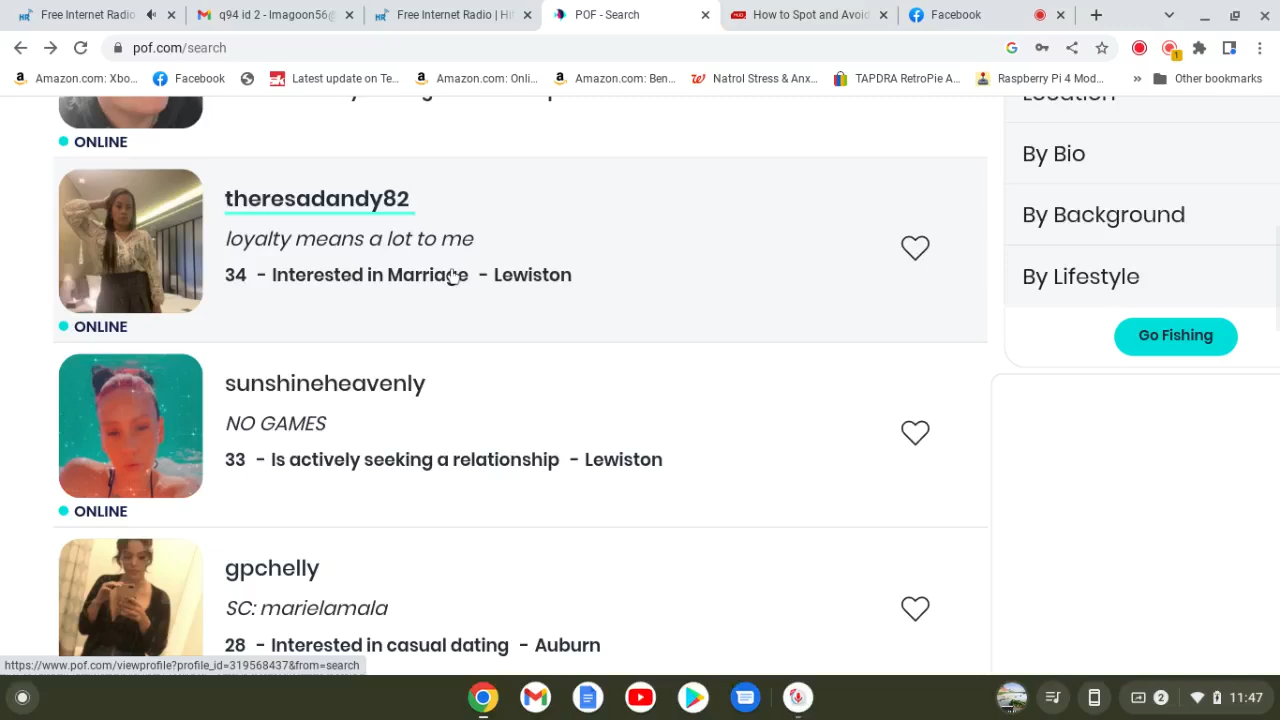 Free Internet Radio
q94 id 2 - Imagoon56@
Free Internet Radio | Hi
POF - Search
How to Spot and Avoid
Facebook
pof.com/search
1
Amazon.com: Xbo...
Facebook
Latest update on Te...
Amazon.com: Onli...
Amazon.com: Ben...
Natrol Stress & Anx...
TAPDRA RetroPie A...
Raspberry Pi 4 Mod...
»
Other bookmarks
Location
ONLINE
By Bio
theresadandy82
loyalty means a lot to me
34 - Interested in Marriage - Lewiston
By Background
By Lifestyle
ONLINE
Go Fishing
sunshineheavenly
NO GAMES
33 - Is actively seeking a relationship - Lewiston
ONLINE
gpchelly
SC: marielamala
28 - Interested in casual dating - Auburn
https://www.pof.com/viewprofile?profile_id=319568437&from=search
2
11:47